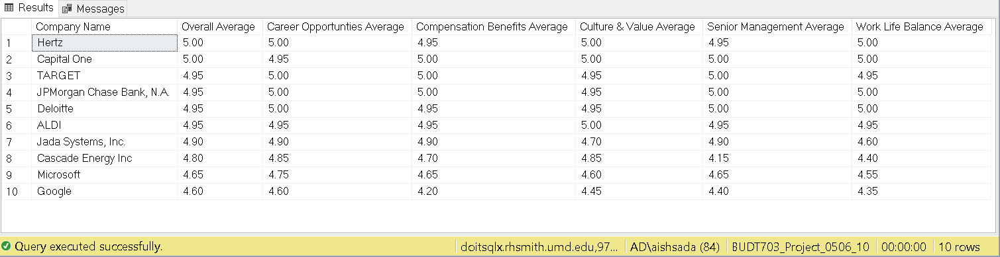 Results Messages
Company Name Overall Average Career Opportunties Average Compensation Benefits Average Culture & Value Average Senior Management Average Work Life Balance Average
1 Hertz 5.00 5.00 4.95 5.00 4.95 5.00
2 Capital One 5.00 4.95 5.00 5.00 5.00 5.00
3 TARGET 4.95 5.00 5.00 4.95 5.00 4.95
4 JPMorgan Chase Bank, N.A. 4.95 5.00 5.00 4.95 5.00 5.00
5 Deloitte 4.95 5.00 4.95 4.95 5.00 5.00
6 ALDI 4.95 4.95 4.95 5.00 4.95 4.95
7 Jada Systems, Inc. 4.90 4.90 4.90 4.70 4.90 4.60
8 Cascade Energy Inc 4.80 4.85 4.70 4.85 4.15 4.40
9 Microsoft 4.65 4.75 4.65 4.60 4.65 4.55
10 Google 4.60 4.60 4.20 4.45 4.40 4.35
Query executed successfully. doitsqlx.rhsmith.umd.edu,97... AD\aishsada (84) BUDT703_Project_0506_10 00:00:00 10 rows